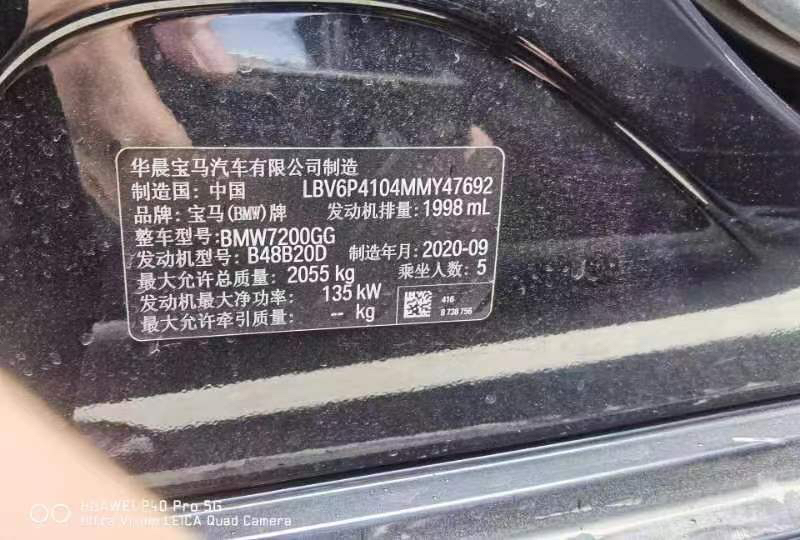 华晨宝马汽车有限公司制造
制造国: 中国 LBV6P4104MMY47692
品牌: 宝马(BMW)牌 发动机排量: 1998 mL
整车型号: BMW7200GG
发动机型号: B48B20D 制造年月: 2020-09
最大允许总质量: 2055 kg 乘坐人数: 5
发动机最大净功率: 135 kW
最大允许牵引质量: -- kg
416
8 738 756
HUAWEI P40 Pro 5G
Ultra Vision LEICA Quad Camera